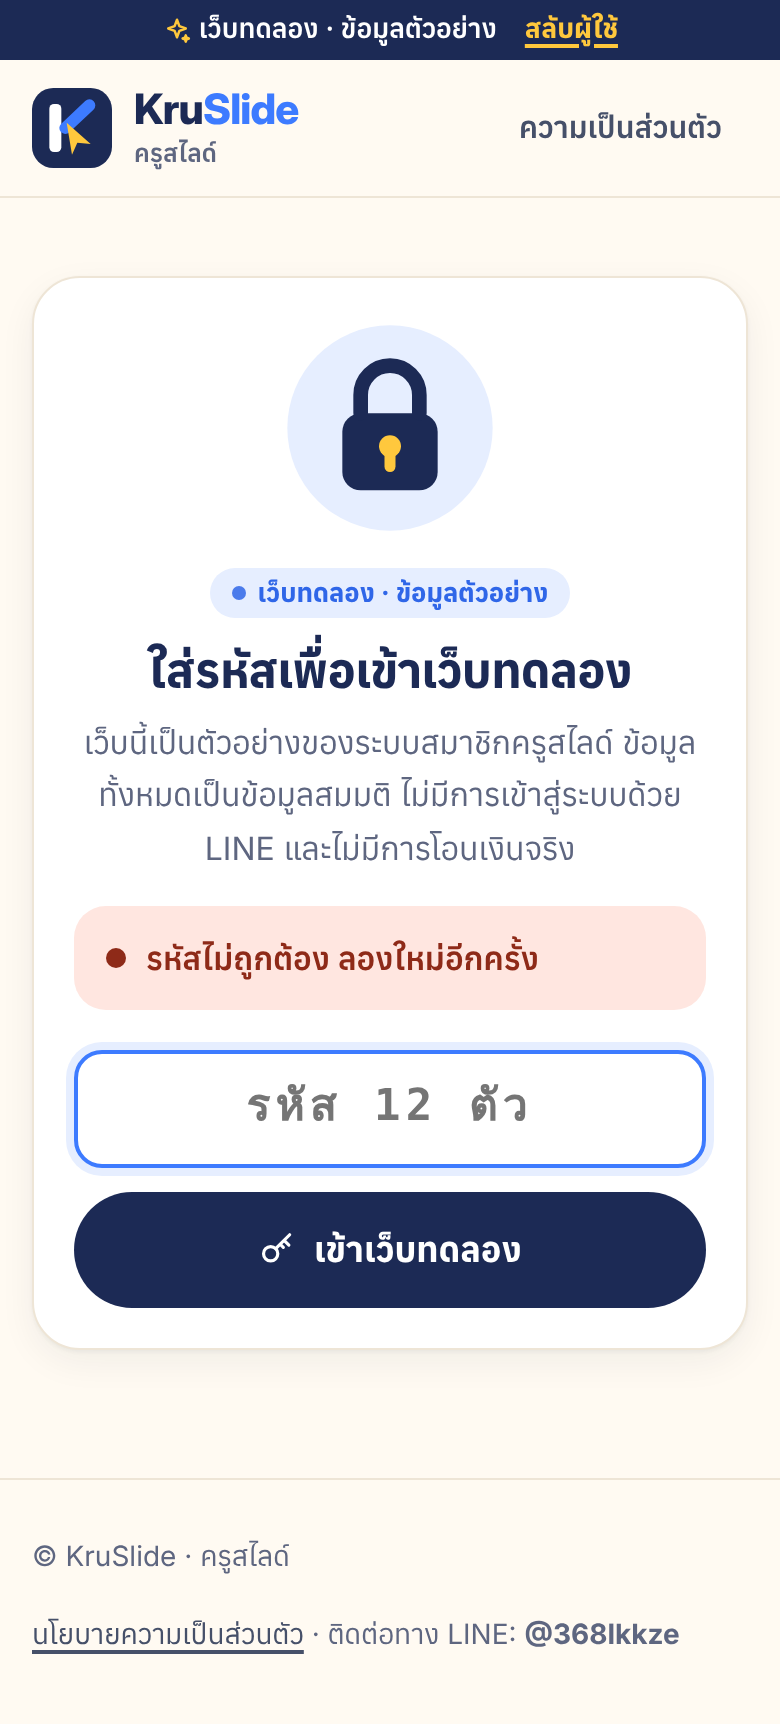 เว็บทดลอง · ข้อมูลตัวอย่าง สลับผู้ใช้
KruSlide
ครูสไลด์
ความเป็นส่วนตัว
เว็บทดลอง · ข้อมูลตัวอย่าง
ใส่รหัสเพื่อเข้าเว็บทดลอง
เว็บนี้เป็นตัวอย่างของระบบสมาชิกครูสไลด์ ข้อมูล
ทั้งหมดเป็นข้อมูลสมมติ ไม่มีการเข้าสู่ระบบด้วย
LINE และไม่มีการโอนเงินจริง
รหัสไม่ถูกต้อง ลองใหม่อีกครั้ง
รหัส 12 ตัว
เข้าเว็บทดลอง
© KruSlide · ครูสไลด์
นโยบายความเป็นส่วนตัว · ติดต่อทาง LINE: @368lkkze